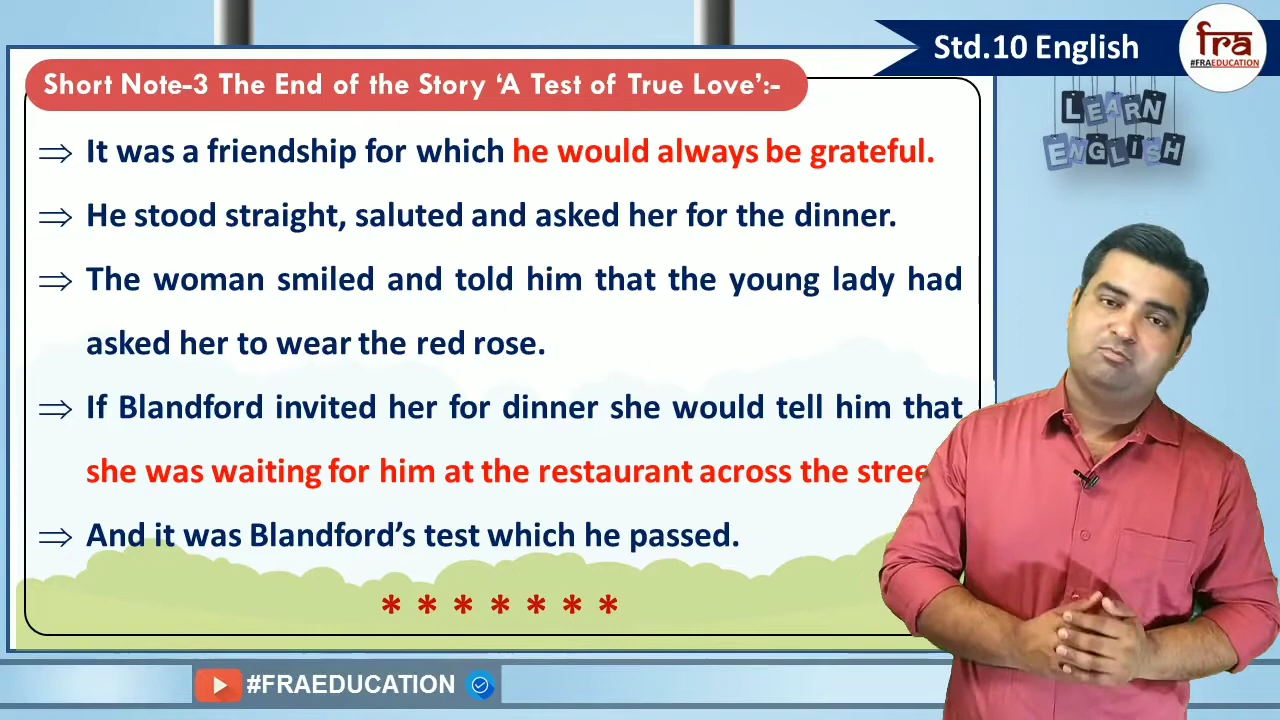 Std.10 English
fra
#FRAEDUCATION
LEARN
ENGLISH
Short Note-3 The End of the Story ‘A Test of True Love’:-
⇒ It was a friendship for which he would always be grateful.
⇒ He stood straight, saluted and asked her for the dinner.
⇒ The woman smiled and told him that the young lady had
asked her to wear the red rose.
⇒ If Blandford invited her for dinner she would tell him that
she was waiting for him at the restaurant across the
⇒ And it was Blandford’s test which he passed.
* * * * * * *
#FRAEDUCATION